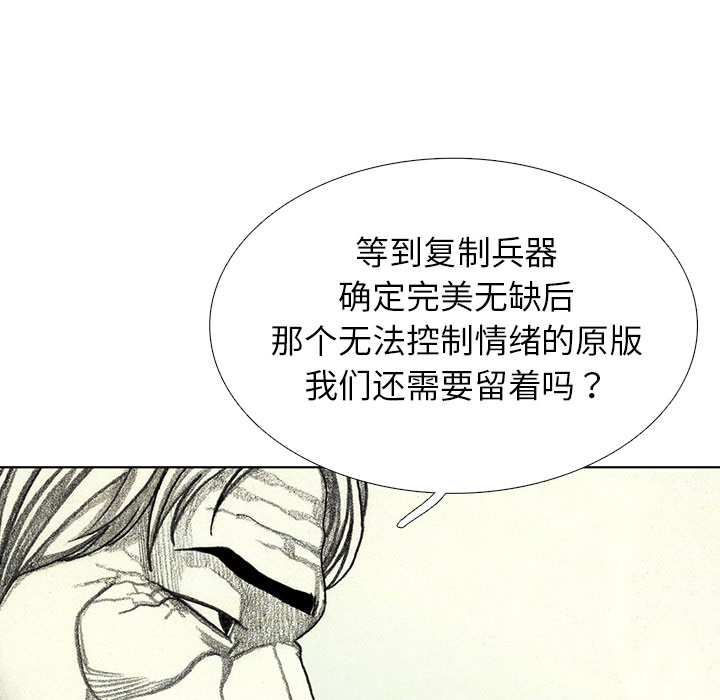 等到复制兵器
确定完美无缺后
那个无法控制情绪的原版
我们还需要留着吗？